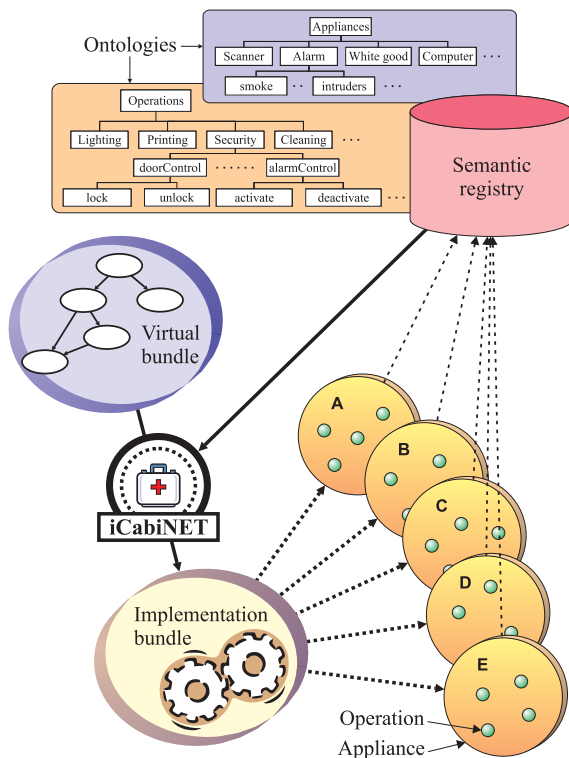 Ontologies
Appliances
Scanner Alarm White good Computer ...
smoke .. intruders ...
Operations
Lighting Printing Security Cleaning ...
doorControl ...... alarmControl
lock unlock activate deactivate ...
Semantic
registry
Virtual
bundle
iCabiNET
Implementation
bundle
A
B
C
D
E
Operation
Appliance